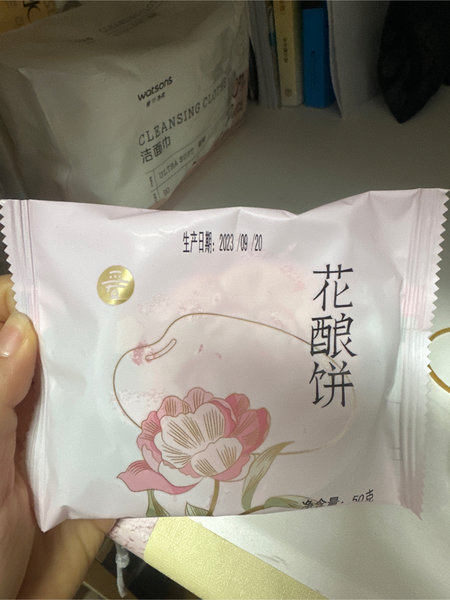 watsons
CLEANSING CLOTHS
洁面巾
生产日期：2023 /09 /20
花酿饼
净含量：50克